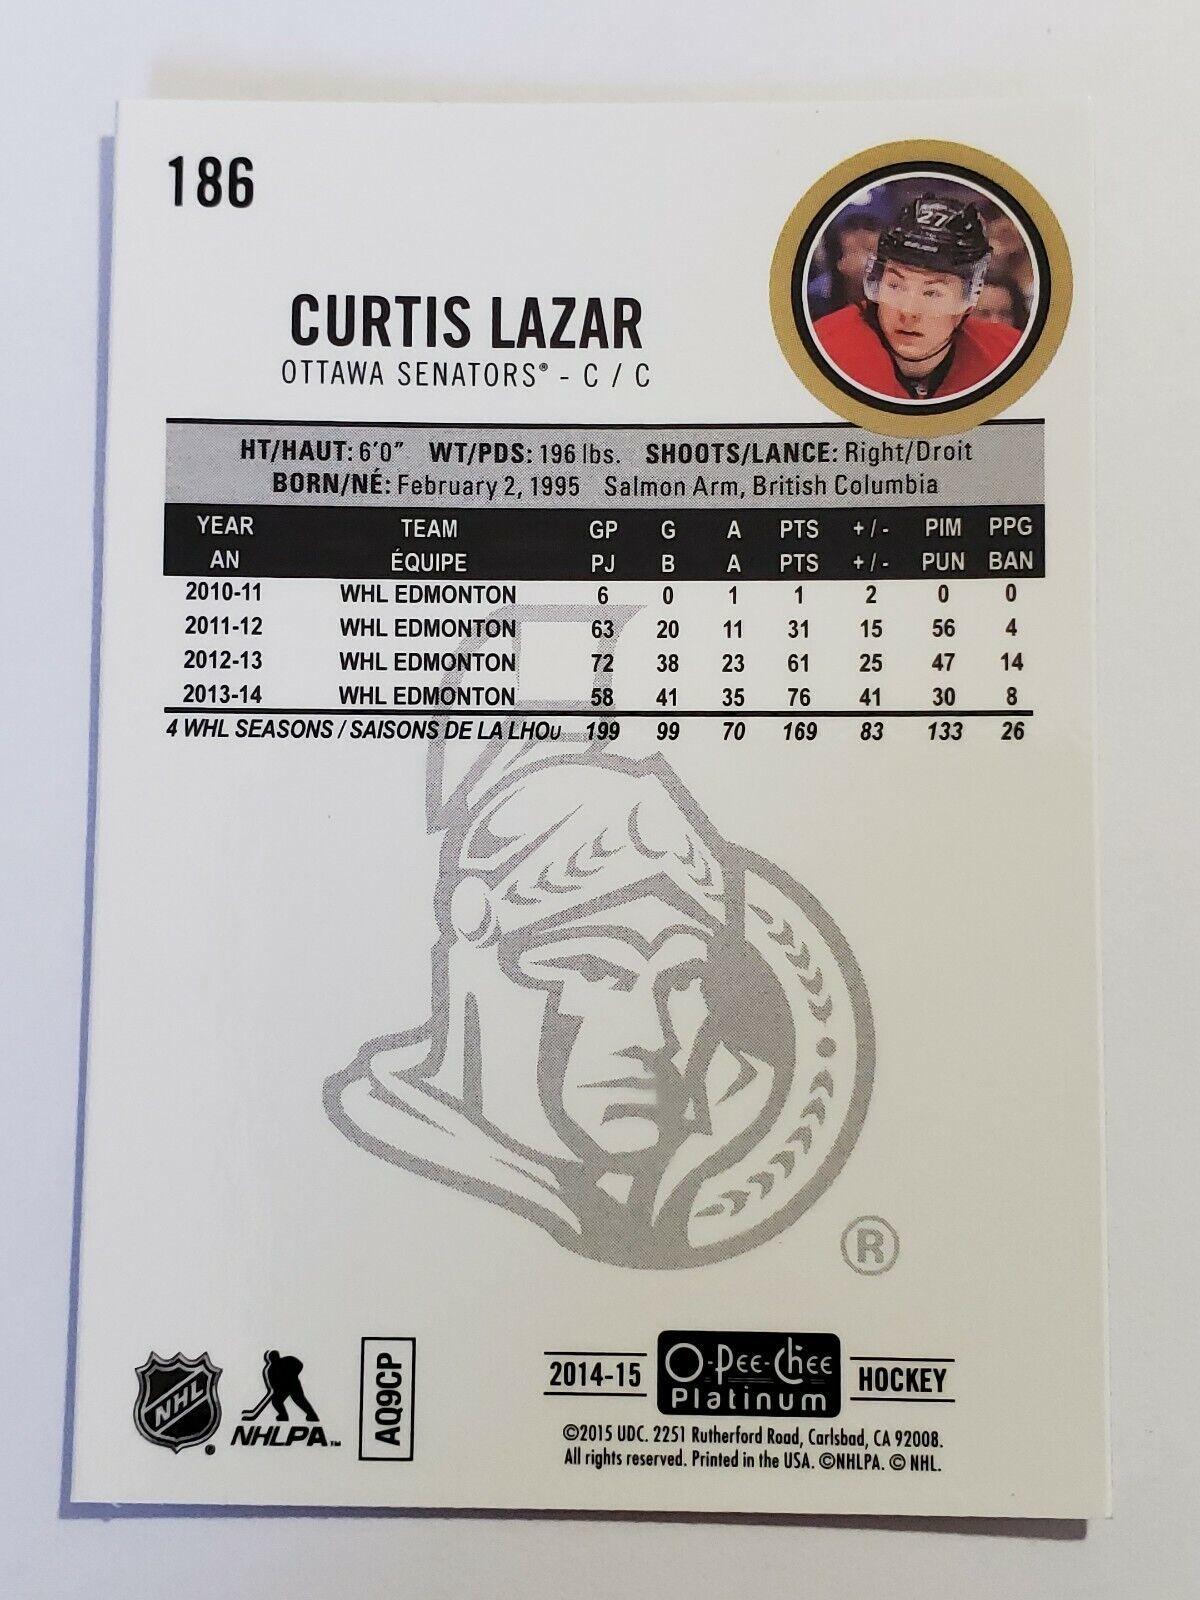 186
27
CURTIS LAZAR
OTTAWA SENATORS® - C / C
HT/HAUT: 6'0" WT/PDS: 196 lbs. SHOOTS/LANCE: Right/Droit
BORN/NÉ: February 2, 1995 Salmon Arm, British Columbia
YEAR TEAM GP G A PTS +/- PIM PPG
AN ÉQUIPE PJ B A PTS +/- PUN BAN
2010-11 WHL EDMONTON 6 0 1 1 2 0 0
2011-12 WHL EDMONTON 63 20 11 31 15 56 4
2012-13 WHL EDMONTON 72 38 23 61 25 47 14
2013-14 WHL EDMONTON 58 41 35 76 41 30 8
4 WHL SEASONS / SAISONS DE LA LHOU 199 99 70 169 83 133 26
®
NHL®
NHLPA™
AQ9CP
2014-15 O-Pee-Chee Platinum HOCKEY
©2015 UDC. 2251 Rutherford Road, Carlsbad, CA 92008.
All rights reserved. Printed in the USA. ©NHLPA. © NHL.